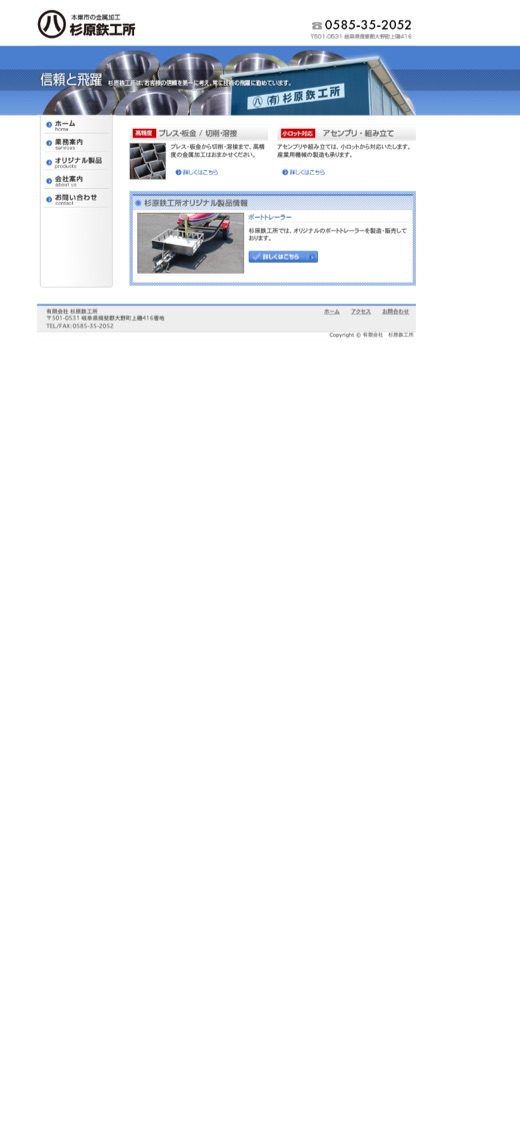 本巣市の金属加工
杉原鉄工所
0585-35-2052
〒501-0531 岐阜県揖斐郡大野町上磯416
信頼と飛躍
杉原鉄工所は、お客様の信頼を第一に考え、常に技術の飛躍に勤めています。
八 (有)杉原鉄工所
ホーム
home
業務案内
services
オリジナル製品
products
会社案内
about us
お問い合わせ
contact
高精度 プレス・板金 / 切削・溶接
プレス・板金から切削・溶接まで、高精
度の金属加工はおまかせください。
詳しくはこちら
小ロット対応 アセンブリ・組み立て
アセンブリや組み立ては、小ロットから対応いたします。
産業用機械の製造も承ります。
詳しくはこちら
杉原鉄工所オリジナル製品情報
ボートトレーラー
杉原鉄工所では、オリジナルのボートトレーラーを製造・販売して
おります。
詳しくはこちら
有限会社 杉原鉄工所
〒501-0531 岐阜県揖斐郡大野町上磯416番地
TEL/FAX:0585-35-2052
ホーム アクセス お問合わせ
Copyright © 有限会社 杉原鉄工所